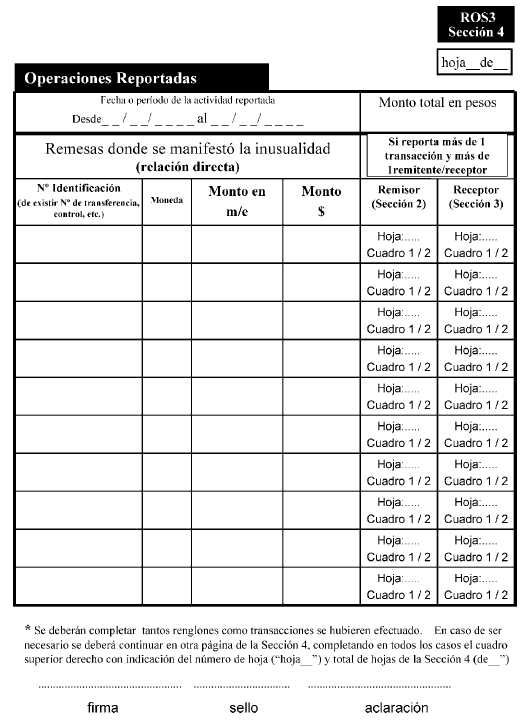 ROS3
Sección 4
hoja__de__
Operaciones Reportadas
Fecha o período de la actividad reportada
Monto total en pesos
Desde_ _/_ _/_ _ _ _ al _ _/_ _/_ _ _ _
Remesas donde se manifestó la inusualidad
(relación directa)
Si reporta más de 1
transacción y más de
1remitente/receptor
Nº Identificación
(de existir Nº de transferencia,
control, etc.)
Moneda
Monto en
m/e
Monto
$
Remisor
(Sección 2)
Receptor
(Sección 3)
Hoja:..... Hoja:.....
Cuadro 1 / 2 Cuadro 1 / 2
Hoja:..... Hoja:.....
Cuadro 1 / 2 Cuadro 1 / 2
Hoja:..... Hoja:.....
Cuadro 1 / 2 Cuadro 1 / 2
Hoja:..... Hoja:.....
Cuadro 1 / 2 Cuadro 1 / 2
Hoja:..... Hoja:.....
Cuadro 1 / 2 Cuadro 1 / 2
Hoja:..... Hoja:.....
Cuadro 1 / 2 Cuadro 1 / 2
Hoja:..... Hoja:.....
Cuadro 1 / 2 Cuadro 1 / 2
Hoja:..... Hoja:.....
Cuadro 1 / 2 Cuadro 1 / 2
Hoja:..... Hoja:.....
Cuadro 1 / 2 Cuadro 1 / 2
Hoja:..... Hoja:.....
Cuadro 1 / 2 Cuadro 1 / 2
* Se deberán completar tantos renglones como transacciones se hubieren efectuado. En caso de ser
necesario se deberá continuar en otra página de la Sección 4, completando en todos los casos el cuadro
superior derecho con indicación del número de hoja (“hoja__”) y total de hojas de la Sección 4 (de__”)
firma sello aclaración